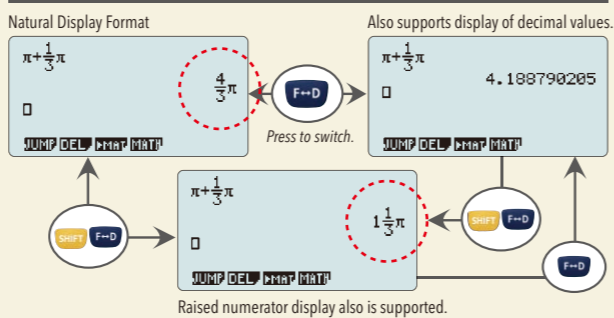 Natural Display Format
Also supports display of decimal values.
π+1/3π
4/3π
JUMP DEL ▶MAT MATH
F↔D
Press to switch.
π+1/3π
4.188790205
JUMP DEL ▶MAT MATH
SHIFT F↔D
π+1/3π
1 1/3π
JUMP DEL ▶MAT MATH
SHIFT F↔D
F↔D
Raised numerator display also is supported.